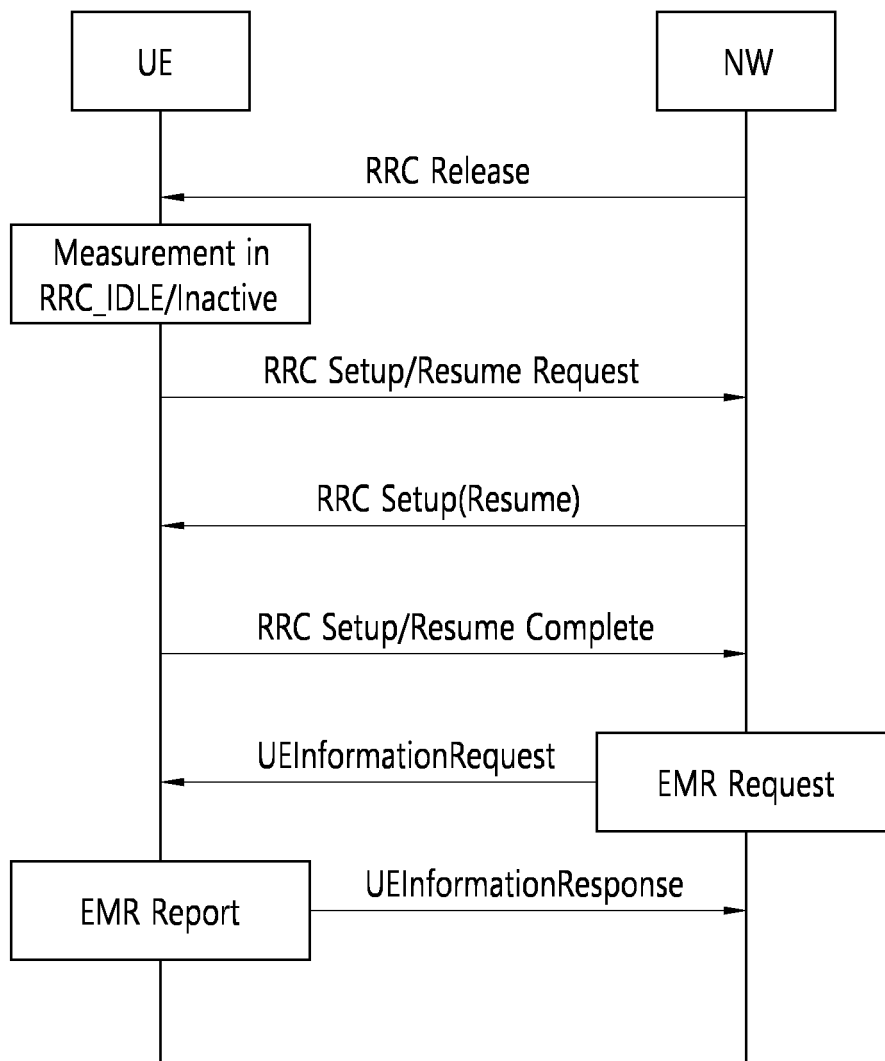 UE
NW
RRC Release
Measurement in
RRC_IDLE/Inactive
RRC Setup/Resume Request
RRC Setup(Resume)
RRC Setup/Resume Complete
UEInformationRequest
EMR Request
EMR Report
UEInformationResponse